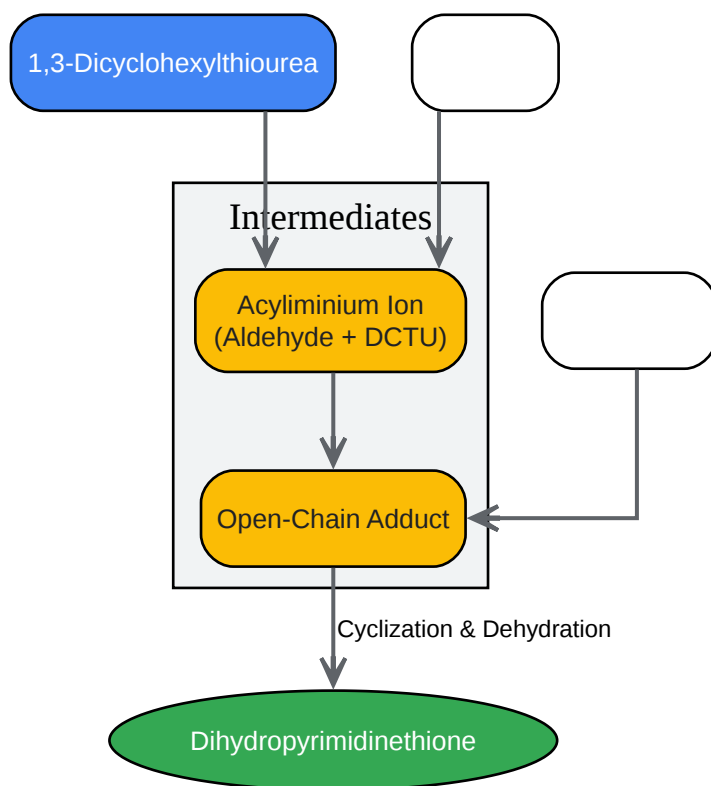 1,3-Dicyclohexylthiourea
Intermediates
Acyliminium Ion
(Aldehyde + DCTU)
Open-Chain Adduct
Cyclization & Dehydration
Dihydropyrimidinethione